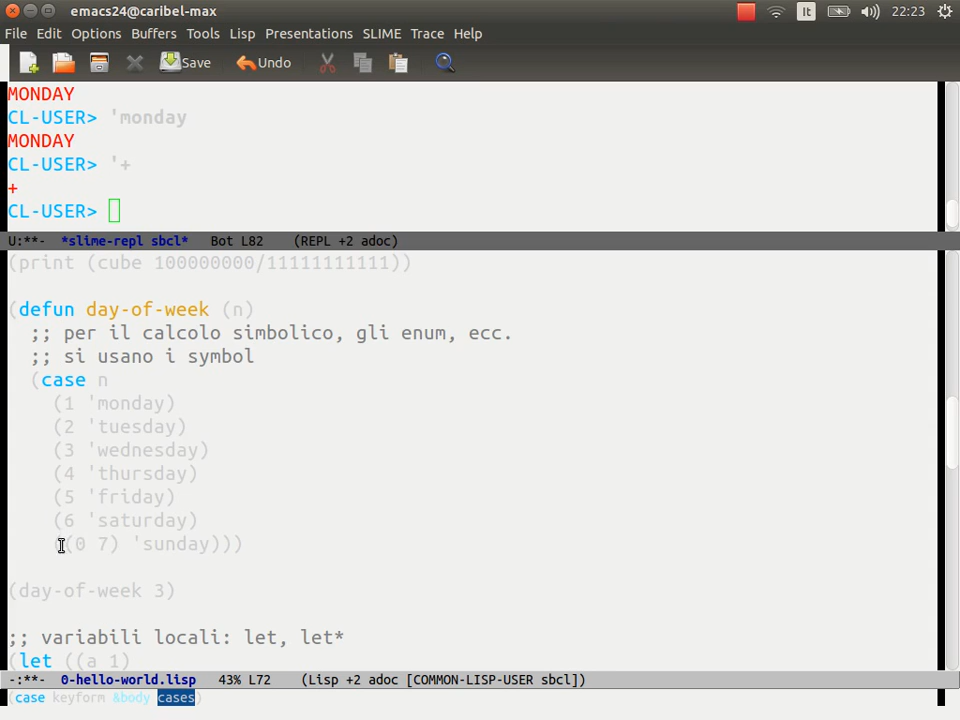 emacs24@caribel-max It 22:23
File Edit Options Buffers Tools Lisp Presentations SLIME Trace Help
Save Undo
MONDAY
CL-USER> 'monday
MONDAY
CL-USER> '+
+
CL-USER>
U:**- *slime-repl sbcl* Bot L82 (REPL +2 adoc)
(print (cube 100000000/11111111111))
(defun day-of-week (n)
;; per il calcolo simbolico, gli enum, ecc.
;; si usano i symbol
(case n
(1 'monday)
(2 'tuesday)
(3 'wednesday)
(4 'thursday)
(5 'friday)
(6 'saturday)
((0 7) 'sunday)))
(day-of-week 3)
;; variabili locali: let, let*
(let ((a 1)
-:**- 0-hello-world.lisp 43% L72 (Lisp +2 adoc [COMMON-LISP-USER sbcl])
(case keyform &body cases)